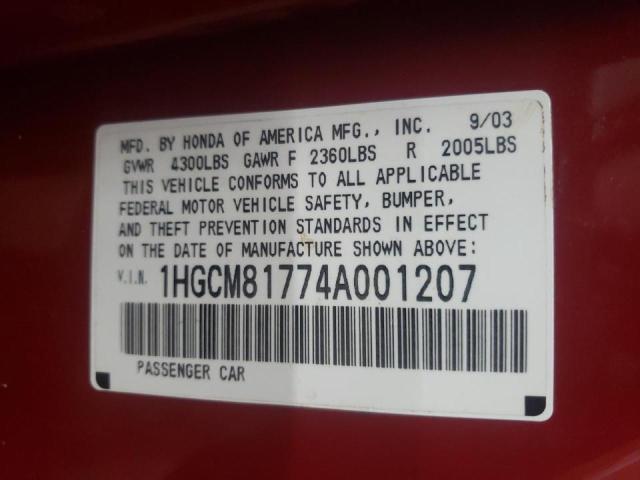 MFD. BY HONDA OF AMERICA MFG., INC. 9/03
GVWR 4300LBS GAWR F 2360LBS R 2005LBS
THIS VEHICLE CONFORMS TO ALL APPLICABLE
FEDERAL MOTOR VEHICLE SAFETY, BUMPER,
AND THEFT PREVENTION STANDARDS IN EFFECT
ON THE DATE OF MANUFACTURE SHOWN ABOVE:
V.I.N. 1HGCM81774A001207
PASSENGER CAR